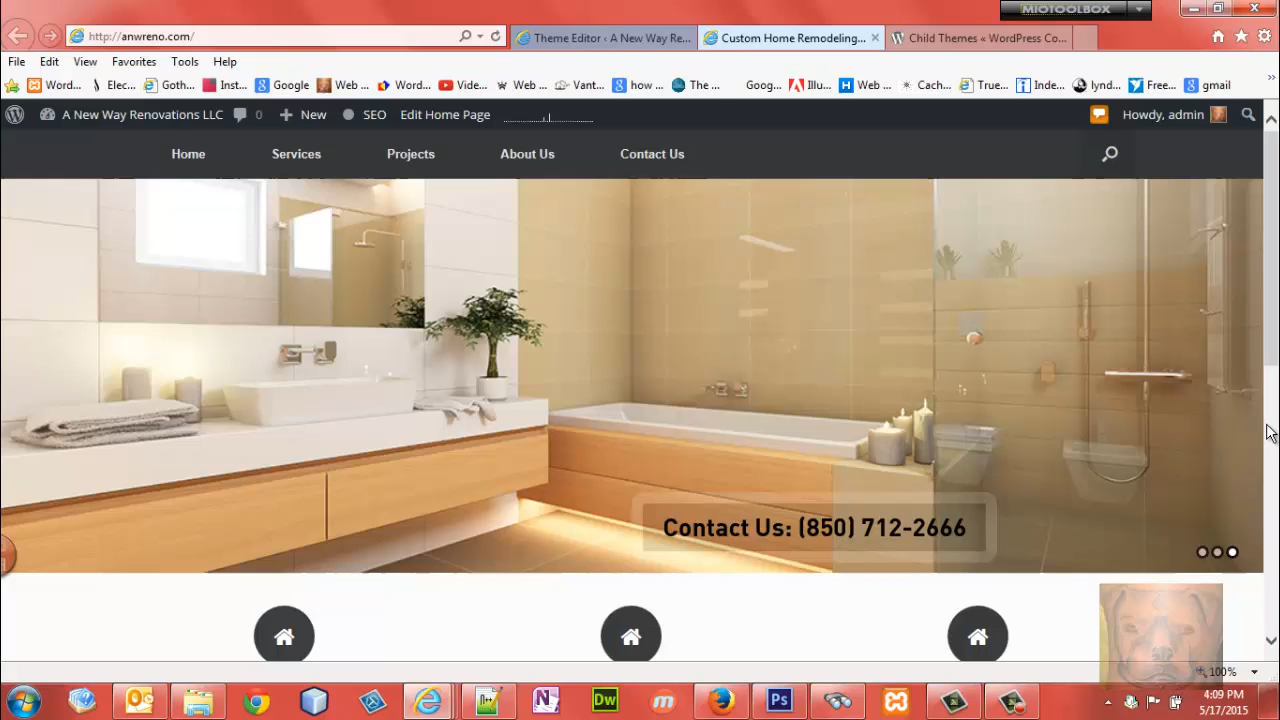 MIOTOOLBOX
http://anwreno.com/
Theme Editor ‹ A New Way Re...
Custom Home Remodeling...
Child Themes « WordPress Co...
File Edit View Favorites Tools Help
Word... Elec... Goth... Inst... Google Web ... Word... Vide... Web ... Vant... how ... The ... Goog... Illu... Web ... Cach... True... Inde... lynd... Free... gmail
A New Way Renovations LLC 0 New SEO Edit Home Page Howdy, admin
Home Services Projects About Us Contact Us
Contact Us: (850) 712-2666
100%
4:09 PM
5/17/2015